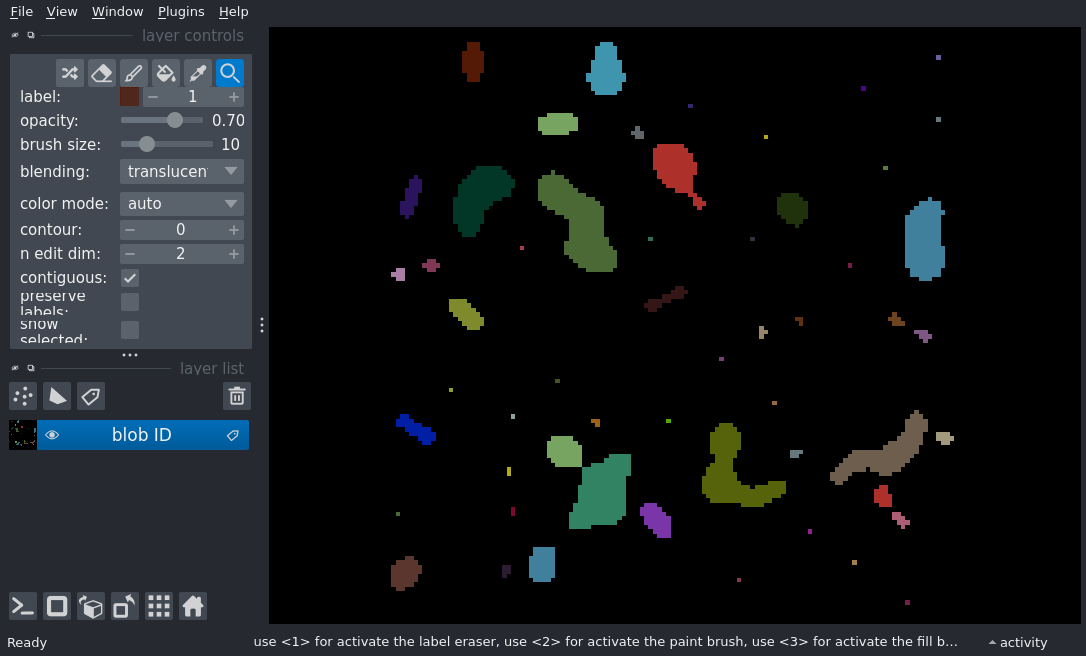 File View Window Plugins Help
layer controls
label: 1
opacity: 0.70
brush size: 10
blending: translucen
color mode: auto
contour: 0
n edit dim: 2
contiguous:
preserve
labels:
show
selected:
layer list
blob ID
Ready use <1> for activate the label eraser, use <2> for activate the paint brush, use <3> for activate the fill b... activity